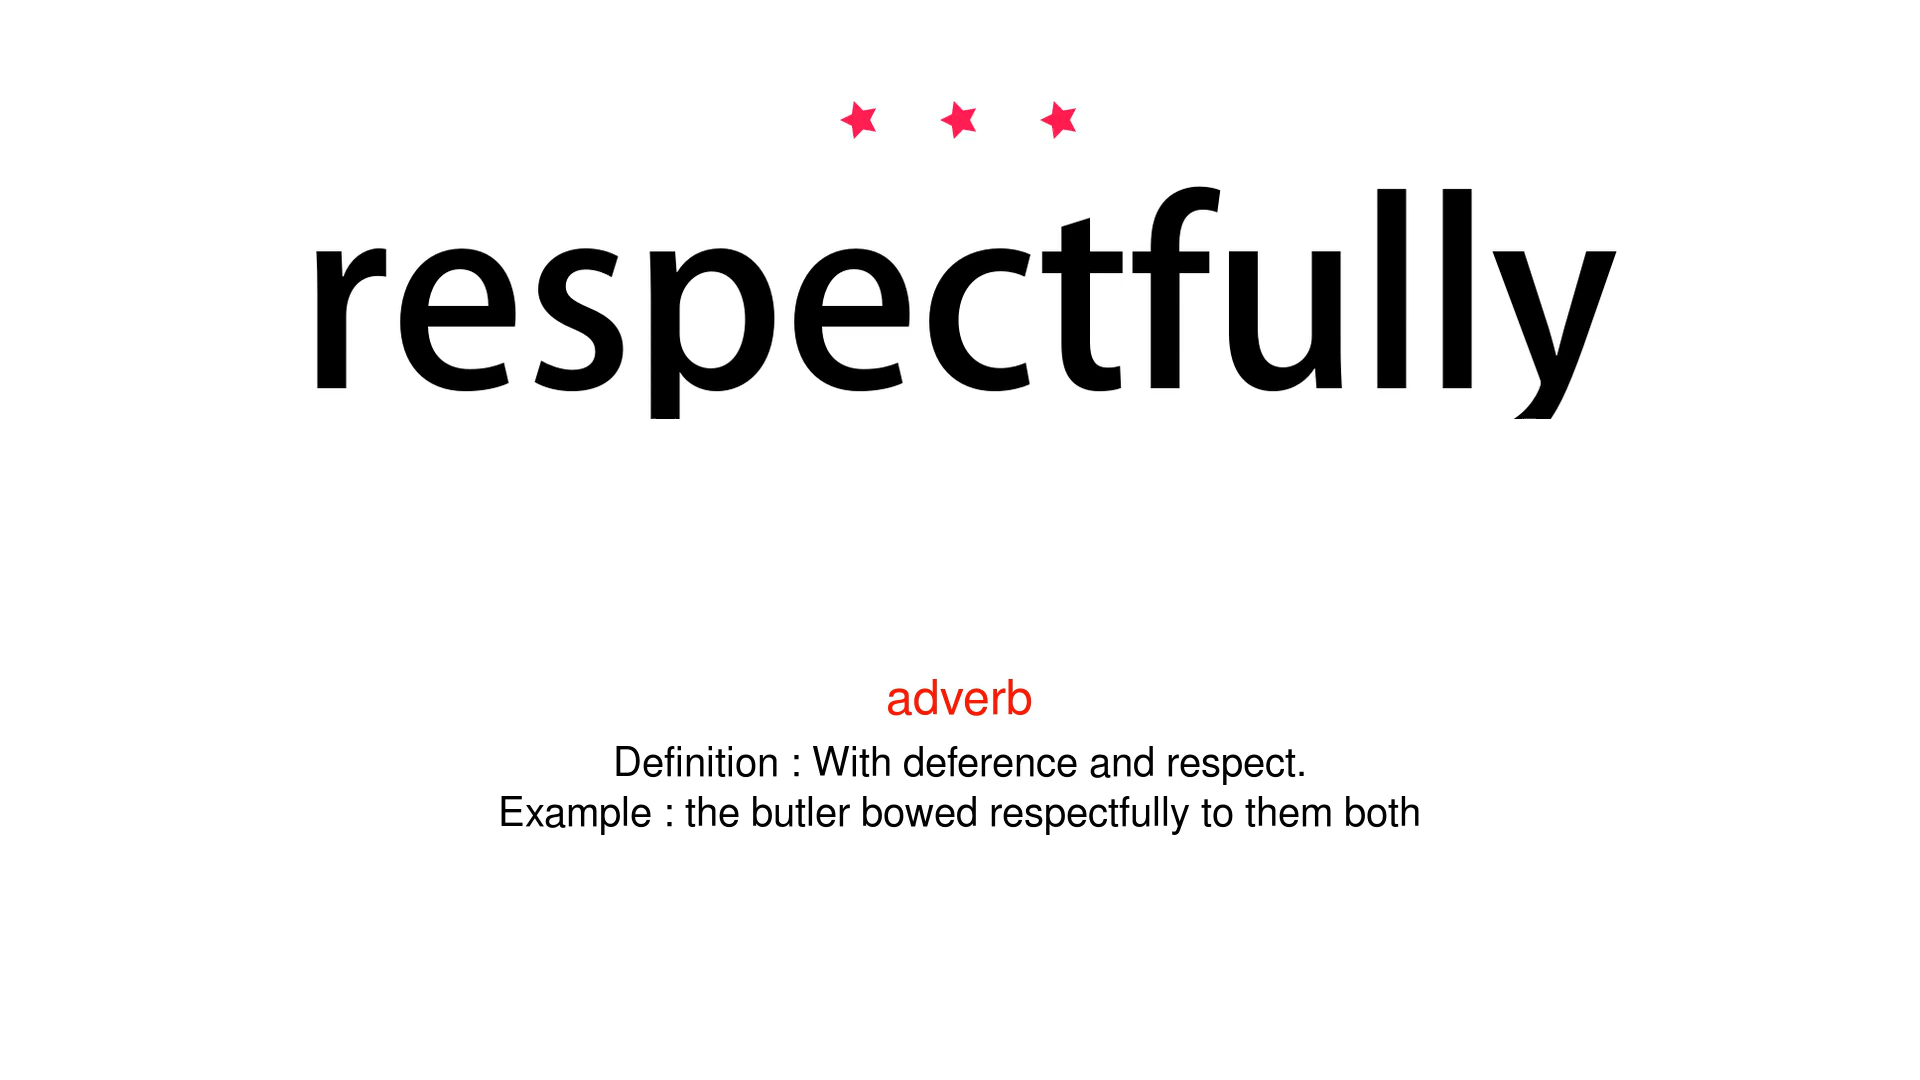 respectfully
adverb
Definition : With deference and respect.
Example : the butler bowed respectfully to them both